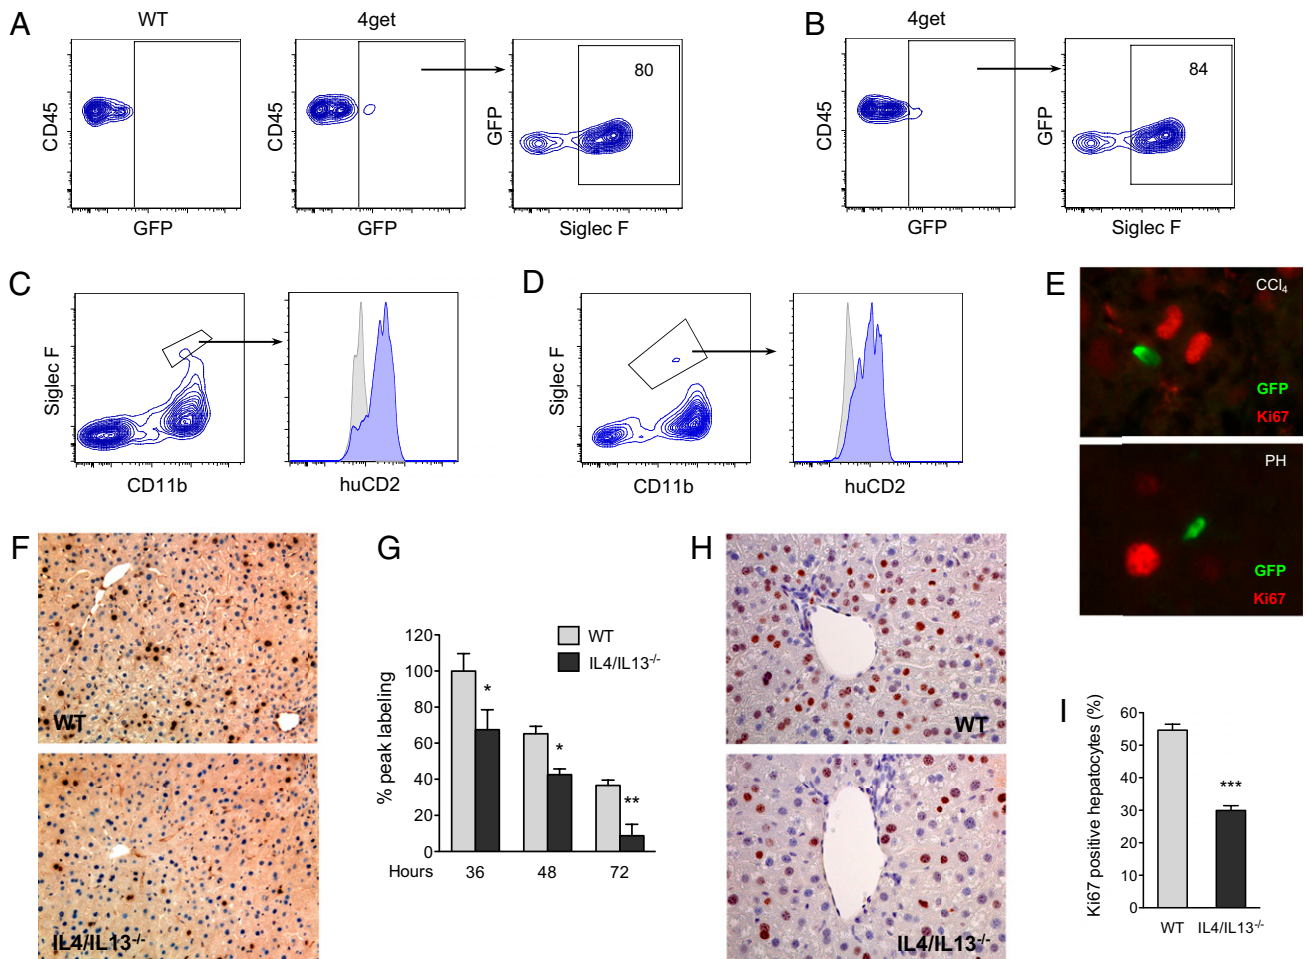 A
WT
4get
CD45
GFP
CD45
GFP
80
GFP
Siglec F
B
4get
CD45
GFP
84
GFP
Siglec F
C
Siglec F
CD11b
huCD2
D
Siglec F
CD11b
huCD2
E
CCl₄
GFP
Ki67
PH
GFP
Ki67
F
WT
IL4/IL13⁻/⁻
G
WT
IL4/IL13⁻/⁻
% peak labeling
120
100
80
60
40
20
0
*
*
**
Hours 36 48 72
H
WT
IL4/IL13⁻/⁻
I
Ki67 positive hepatocytes (%)
60
50
40
30
20
10
0
***
WT IL4/IL13⁻/⁻